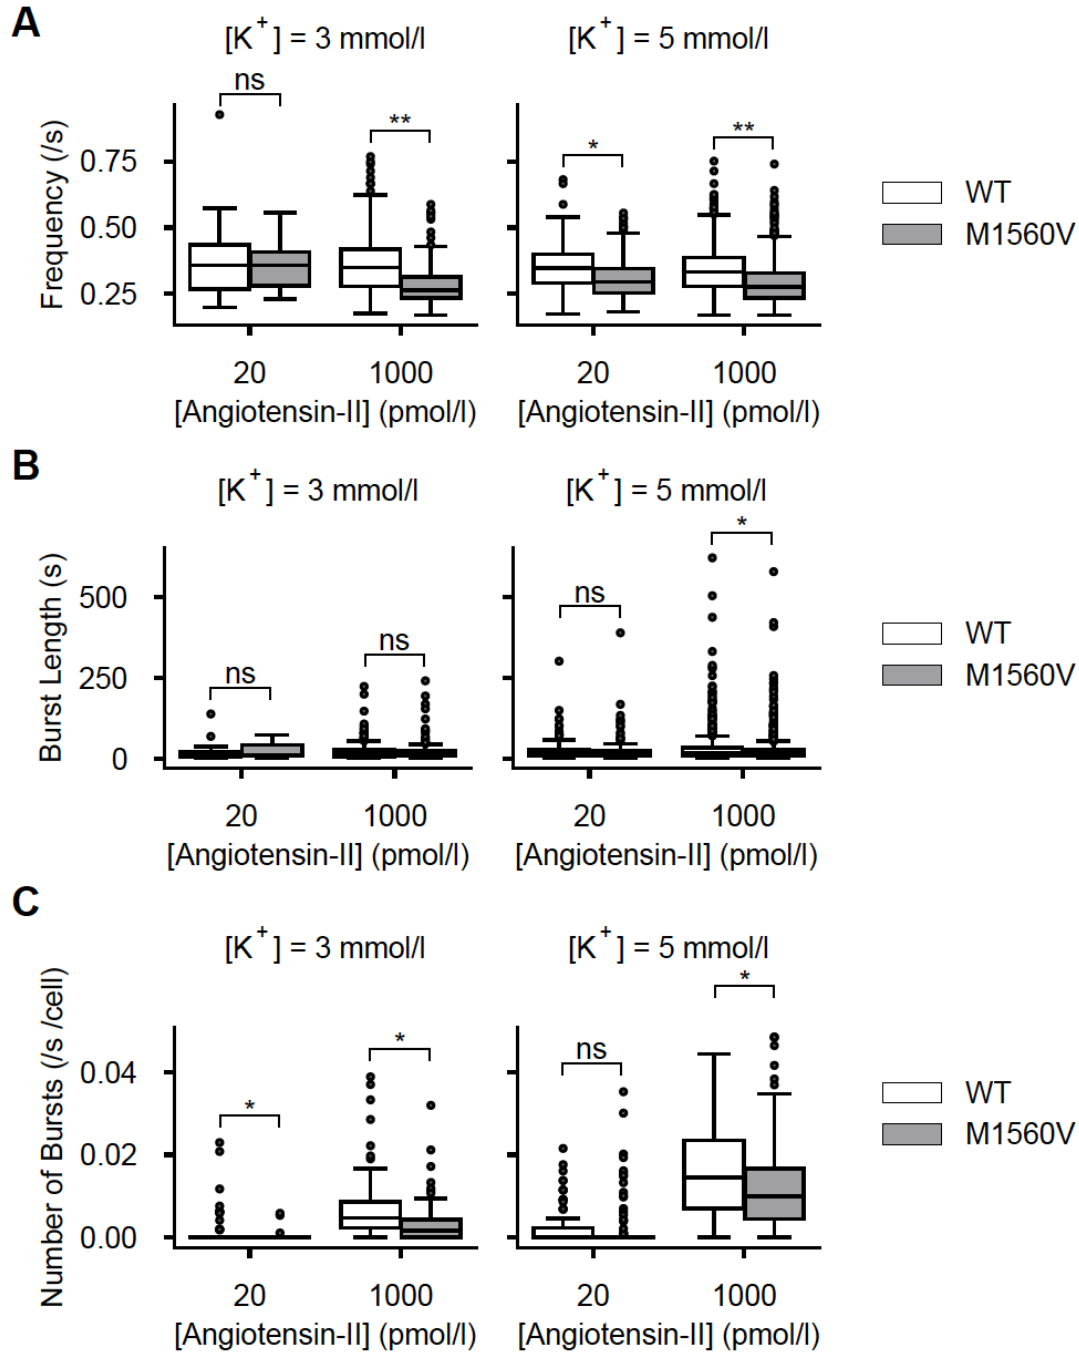 A
[K+] = 3 mmol/l
[K+] = 5 mmol/l
Frequency (/s)
0.75
0.50
0.25
ns
**
*
**
20
1000
20
1000
[Angiotensin-II] (pmol/l)
[Angiotensin-II] (pmol/l)
WT
M1560V
B
[K+] = 3 mmol/l
[K+] = 5 mmol/l
Burst Length (s)
500
250
0
ns
ns
ns
*
20
1000
20
1000
[Angiotensin-II] (pmol/l)
[Angiotensin-II] (pmol/l)
WT
M1560V
C
[K+] = 3 mmol/l
[K+] = 5 mmol/l
Number of Bursts (/s /cell)
0.04
0.02
0.00
*
*
ns
*
20
1000
20
1000
[Angiotensin-II] (pmol/l)
[Angiotensin-II] (pmol/l)
WT
M1560V